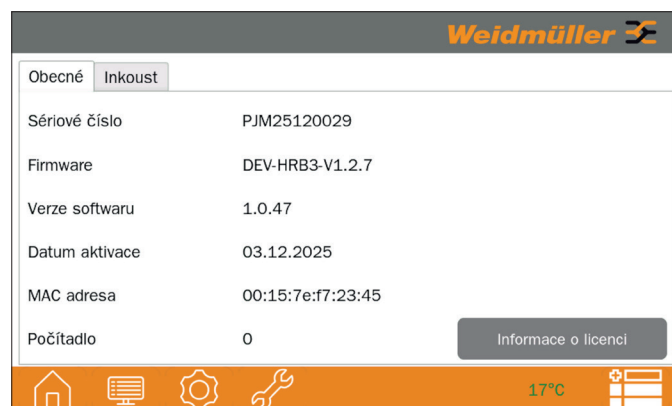 Weidmüller
Obecné Inkoust
Sériové číslo PJM25120029
Firmware DEV-HRB3-V1.2.7
Verze softwaru 1.0.47
Datum aktivace 03.12.2025
MAC adresa 00:15:7e:f7:23:45
Počítadlo 0 Informace o licenci
17°C